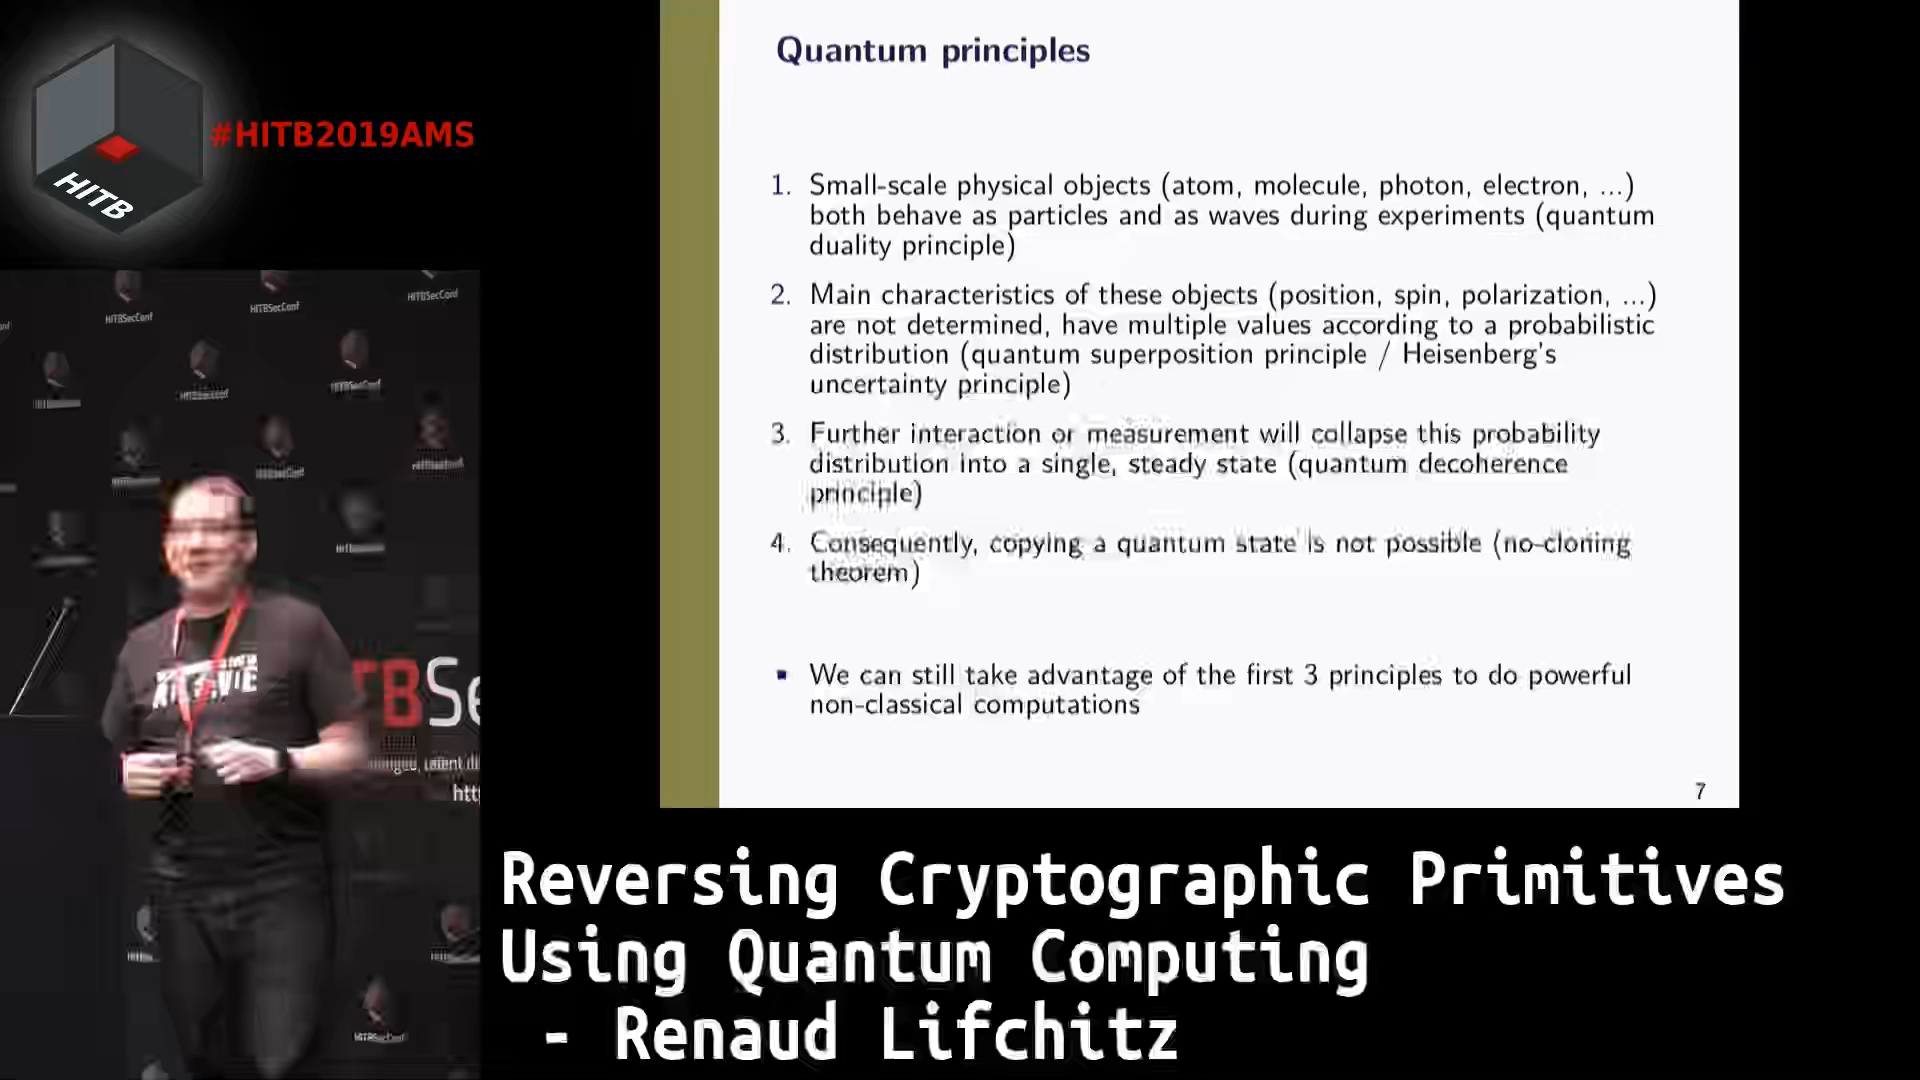 HITB
#HITB2019AMS
Quantum principles
1. Small-scale physical objects (atom, molecule, photon, electron, ...)
both behave as particles and as waves during experiments (quantum
duality principle)
2. Main characteristics of these objects (position, spin, polarization, ...)
are not determined, have multiple values according to a probabilistic
distribution (quantum superposition principle / Heisenberg's
uncertainty principle)
3. Further interaction or measurement will collapse this probability
distribution into a single, steady state (quantum decoherence
principle)
4. Consequently, copying a quantum state is not possible (no-cloning
theorem)
▪ We can still take advantage of the first 3 principles to do powerful
non-classical computations
7
HITBSecConf
HITBSecConf
HITBSecConf
TBSe
htt
Reversing Cryptographic Primitives
Using Quantum Computing
- Renaud Lifchitz